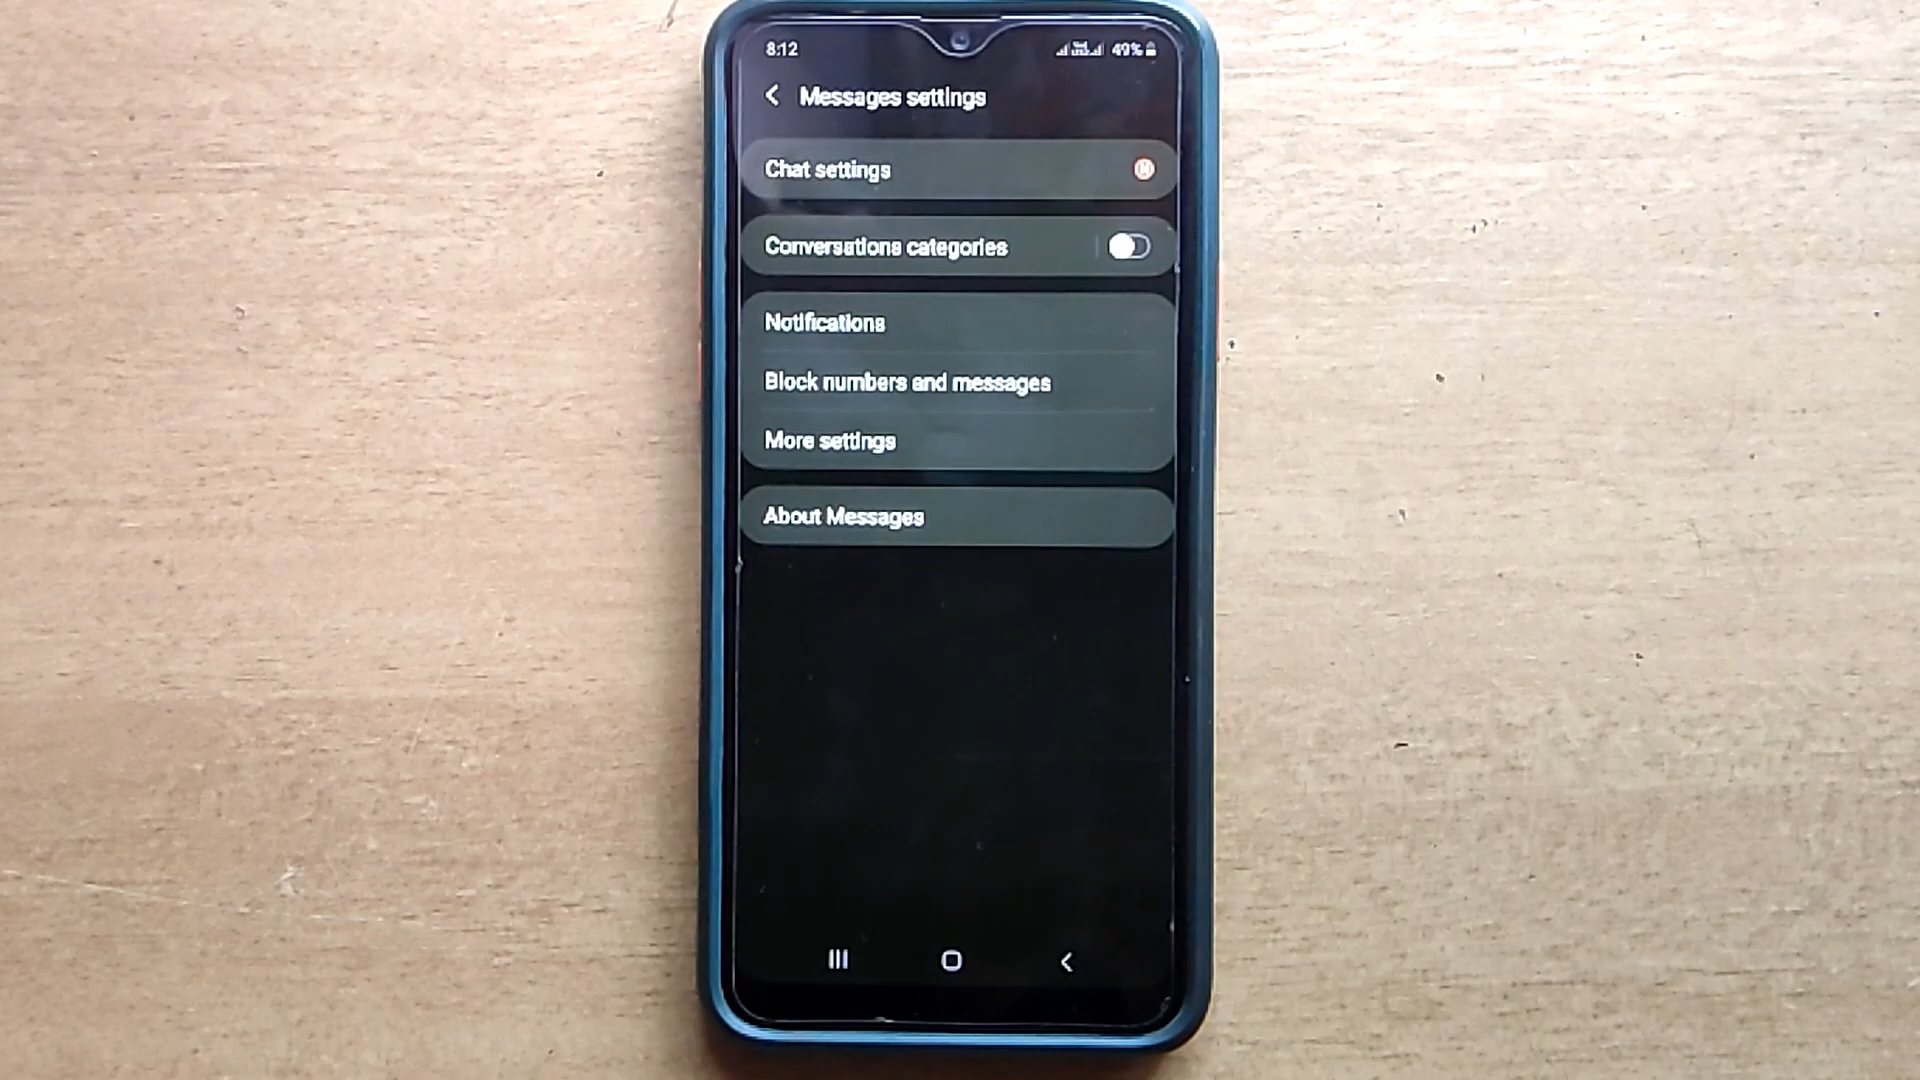 8:12
49%
Messages settings
Chat settings
Conversations categories
Notifications
Block numbers and messages
More settings
About Messages